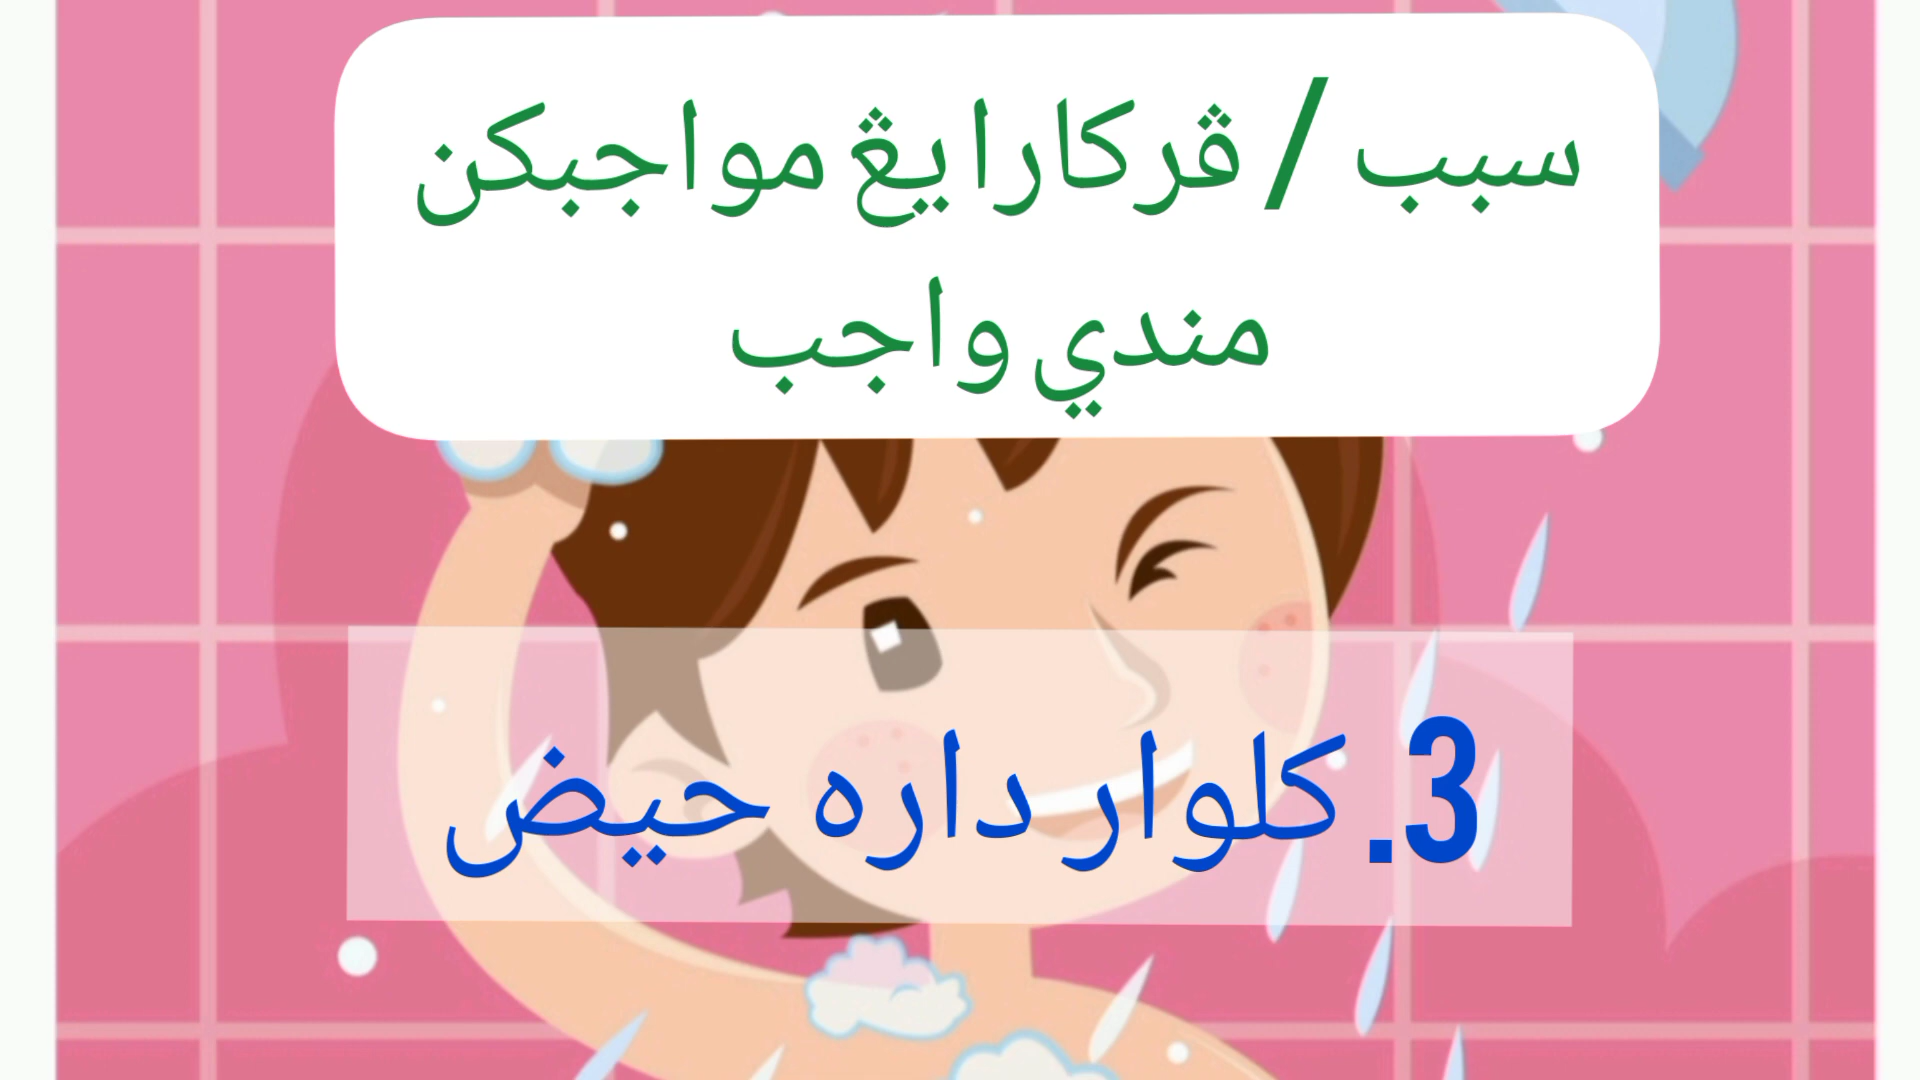 سبب / ڤركارا يڠ مواجبكن
مندي واجب
3. كلوار داره حيض